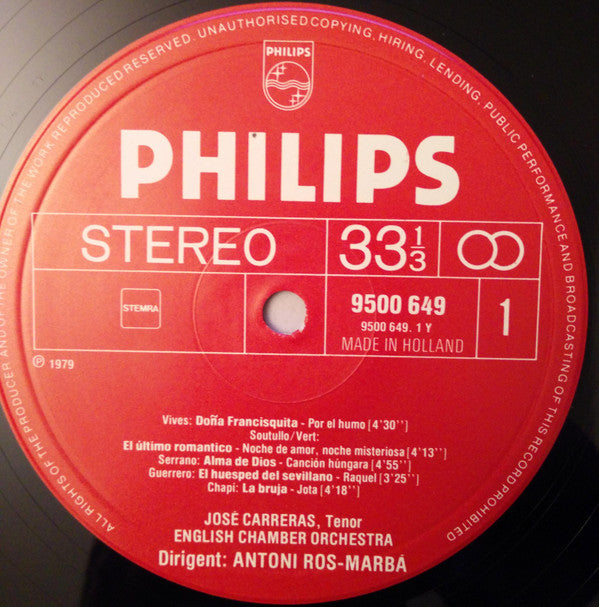 ALL RIGHTS OF THE PRODUCER AND OF THE OWNER OF THE WORK REPRODUCED RESERVED. UNAUTHORISED COPYING, HIRING, LENDING, PUBLIC PERFORMANCE AND BROADCASTING OF THIS RECORD PROHIBITED
PHILIPS
PHILIPS
STEREO 33 1/3
STEMRA 9500 649 1
9500 649. 1 Y
MADE IN HOLLAND
℗ 1979
Vives: Doña Francisquita - Por el humo [4'30'']
Soutullo/Vert:
El último romantico - Noche de amor, noche misteriosa [4'13'']
Serrano: Alma de Dios - Canción húngara [4'55'']
Guerrero: El huesped del sevillano - Raquel [3'25'']
Chapi: La bruja - Jota [4'18'']
JOSÉ CARRERAS, Tenor
ENGLISH CHAMBER ORCHESTRA
Dirigent: ANTONI ROS-MARBÁ